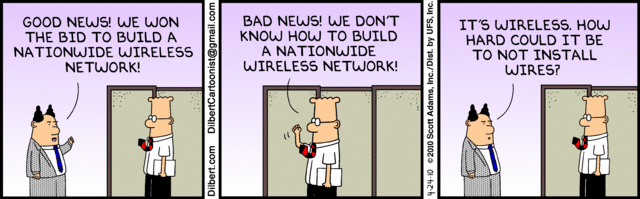 GOOD NEWS! WE WON
THE BID TO BUILD A
NATIONWIDE WIRELESS
NETWORK!
Dilbert.com DilbertCartoonist@gmail.com
BAD NEWS! WE DON'T
KNOW HOW TO BUILD
A NATIONWIDE
WIRELESS NETWORK!
4-24-10 ©2010 Scott Adams, Inc./Dist. by UFS, Inc.
IT'S WIRELESS. HOW
HARD COULD IT BE
TO NOT INSTALL
WIRES?